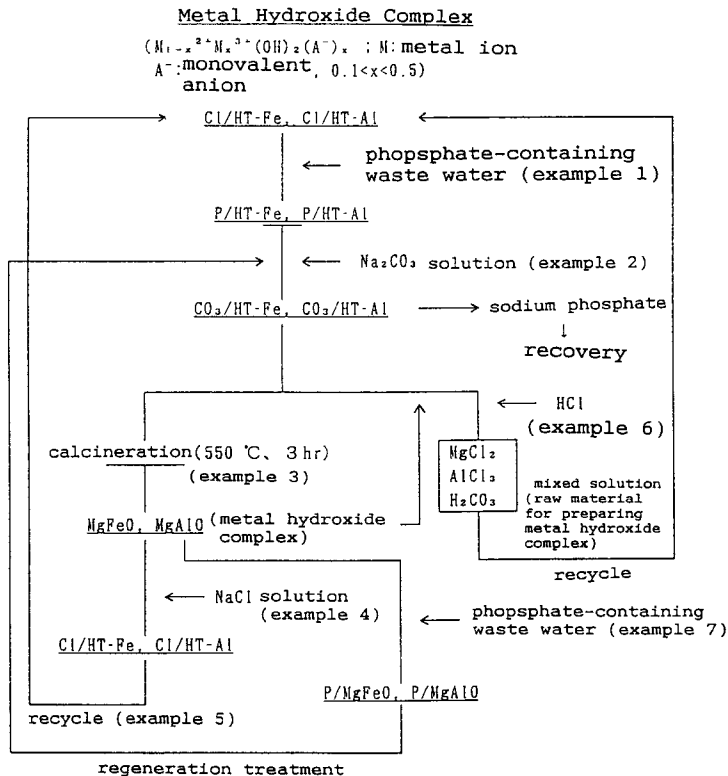 Metal Hydroxide Complex
(M₁₋ₓ²⁺Mₓ³⁺(OH)₂(A⁻)ₓ ; M: metal ion
A⁻: monovalent anion, 0.1<x<0.5)
Cl/HT-Fe, Cl/HT-Al
phopsphate-containing
waste water (example 1)
P/HT-Fe, P/HT-Al
Na₂CO₃ solution (example 2)
CO₃/HT-Fe, CO₃/HT-Al
sodium phosphate
recovery
HCl
(example 6)
calcineration(550 ℃、3 hr)
(example 3)
MgCl₂
AlCl₃
H₂CO₃
mixed solution
(raw material
for preparing
metal hydroxide
complex)
MgFeO, MgAlO (metal hydroxide
complex)
recycle
NaCl solution
(example 4)
phopsphate-containing
waste water (example 7)
Cl/HT-Fe, Cl/HT-Al
P/MgFeO, P/MgAlO
recycle (example 5)
regeneration treatment